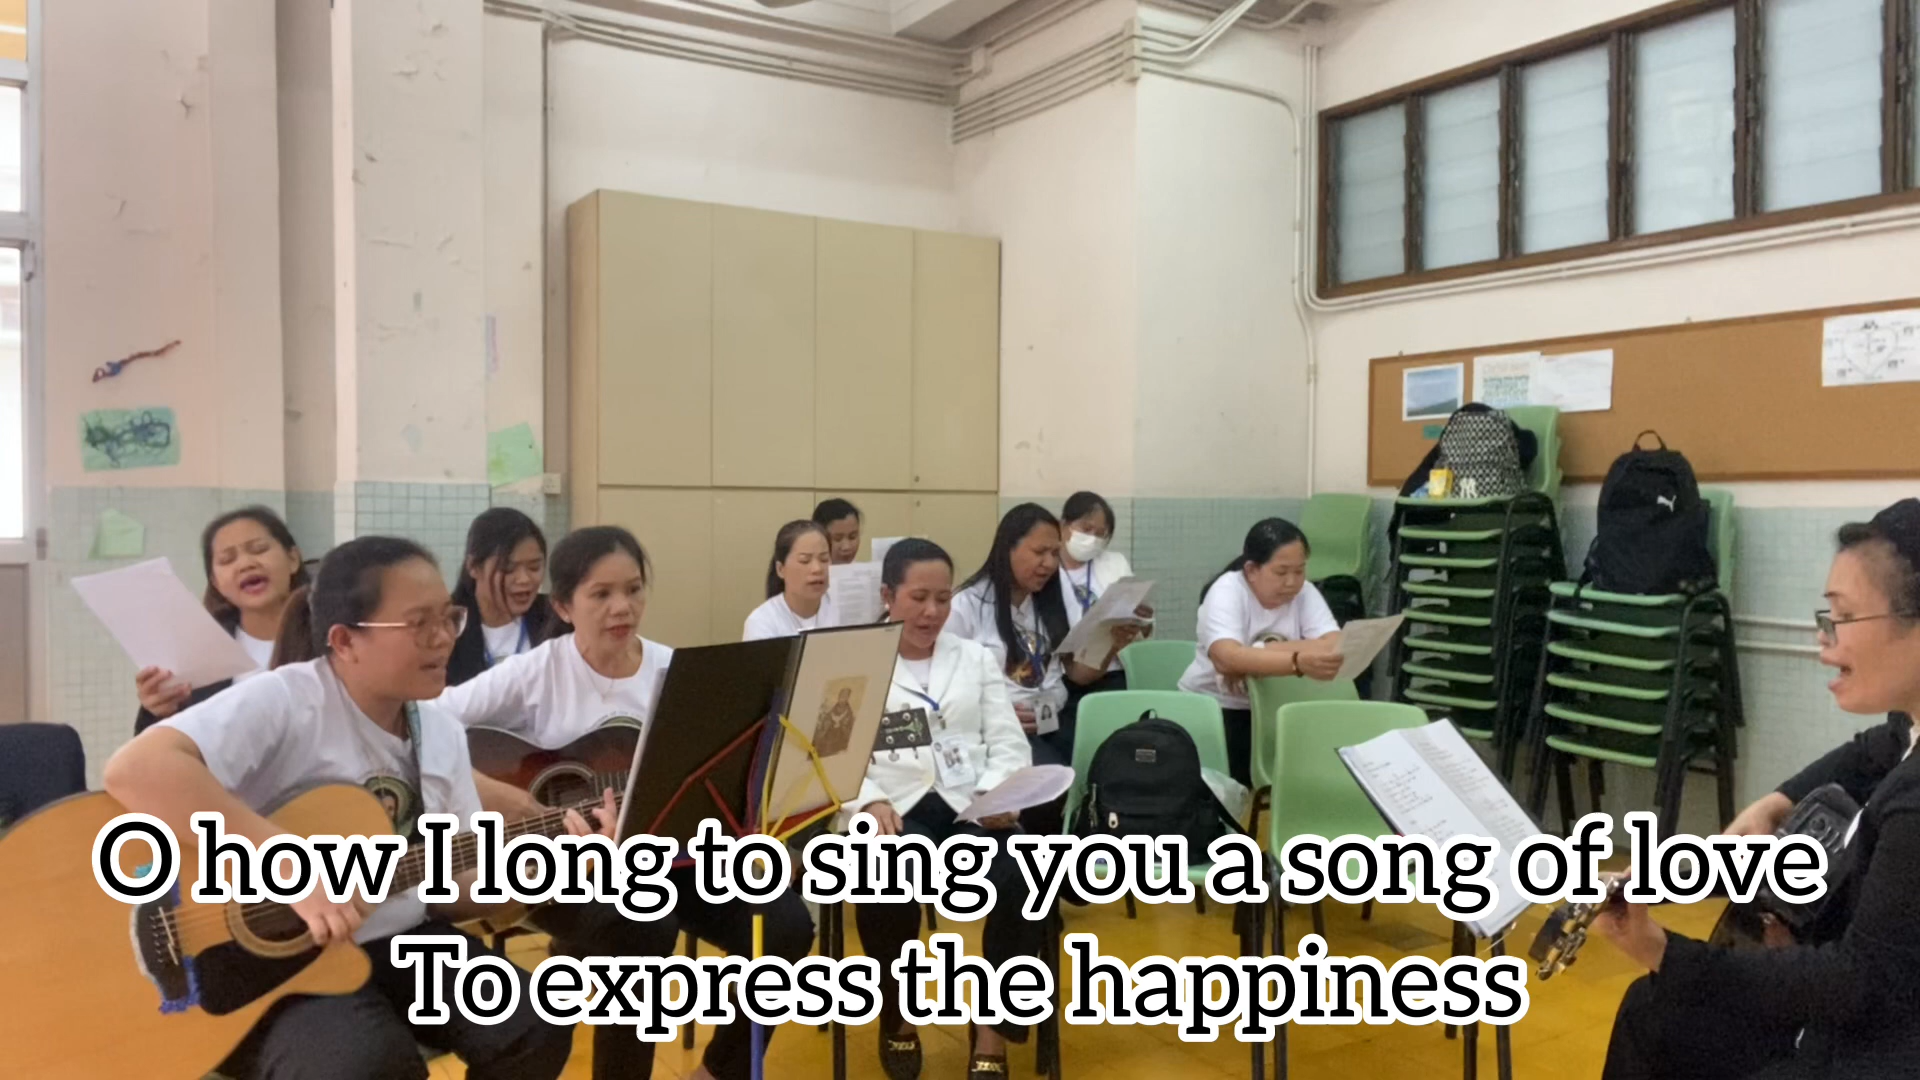 O how I long to sing you a song of love
To express the happiness